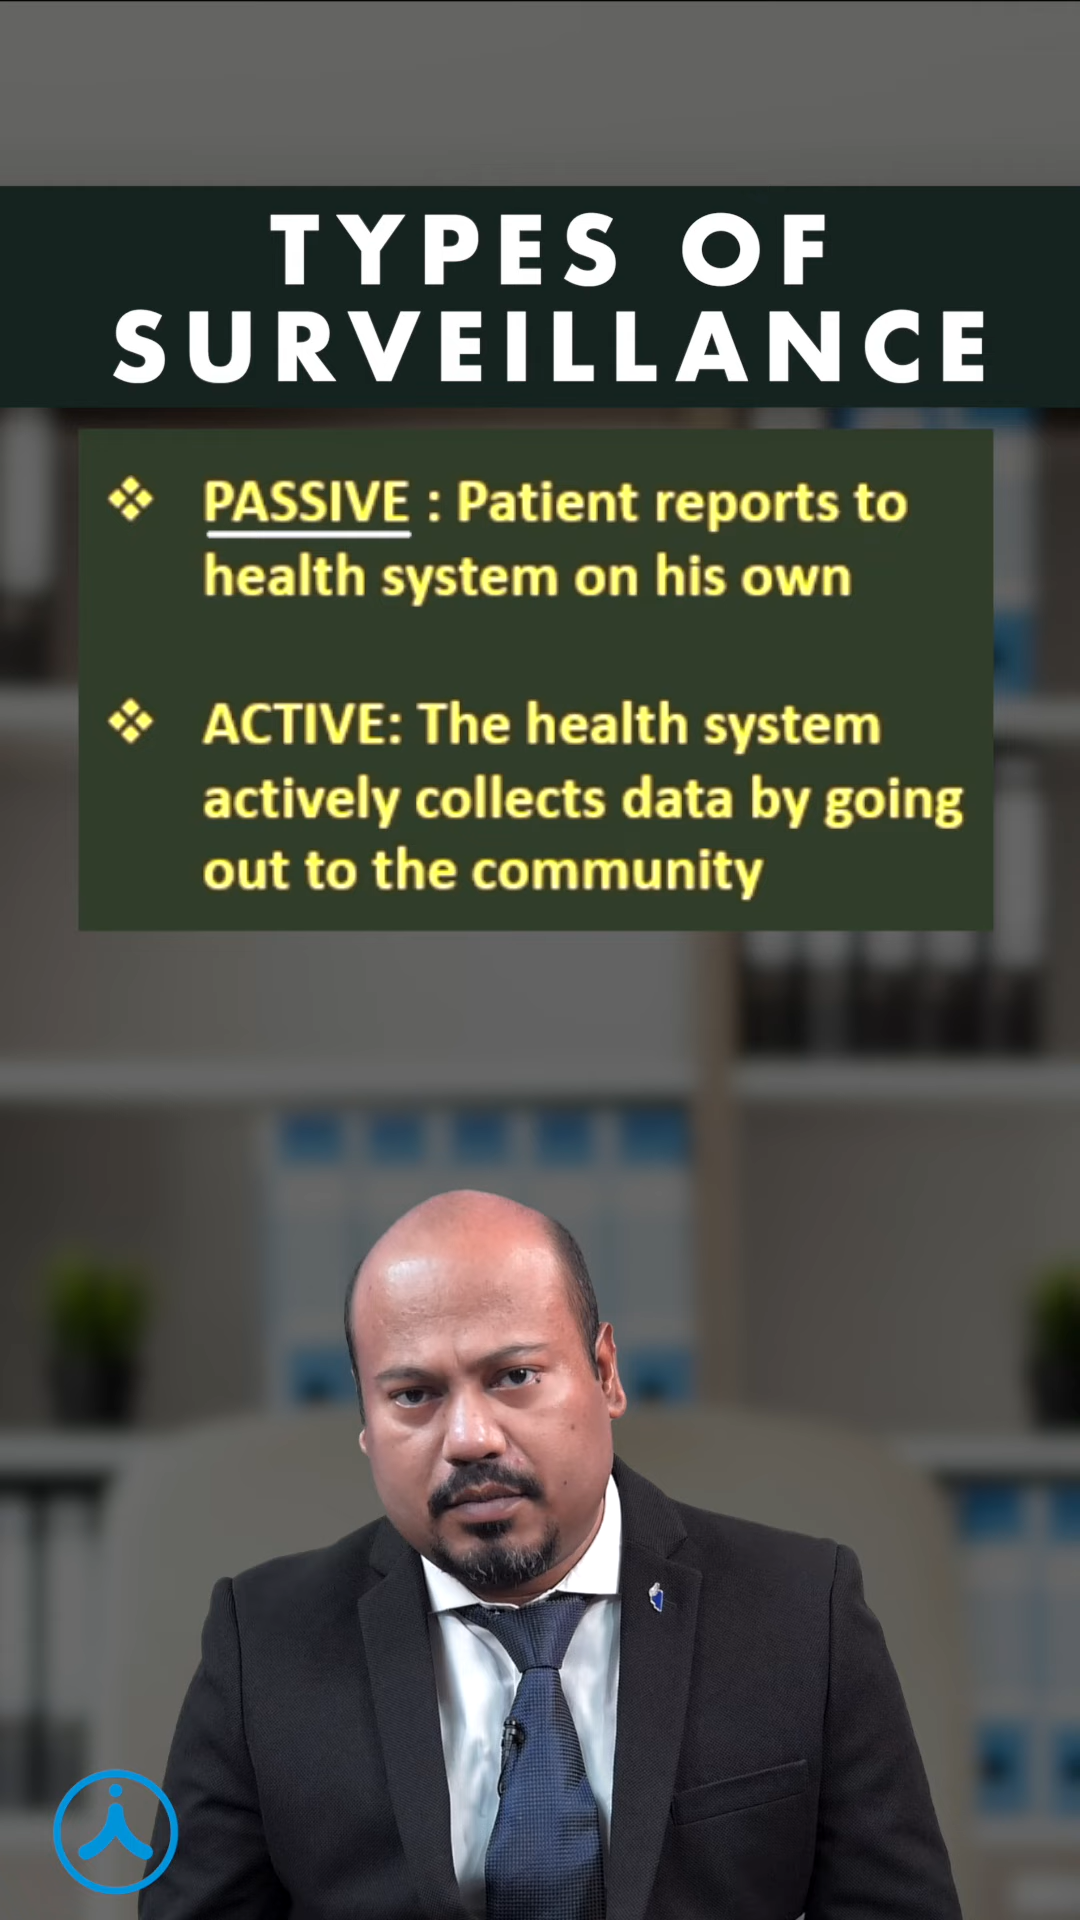 TYPES OF
SURVEILLANCE
❖ PASSIVE : Patient reports to
health system on his own
❖ ACTIVE: The health system
actively collects data by going
out to the community